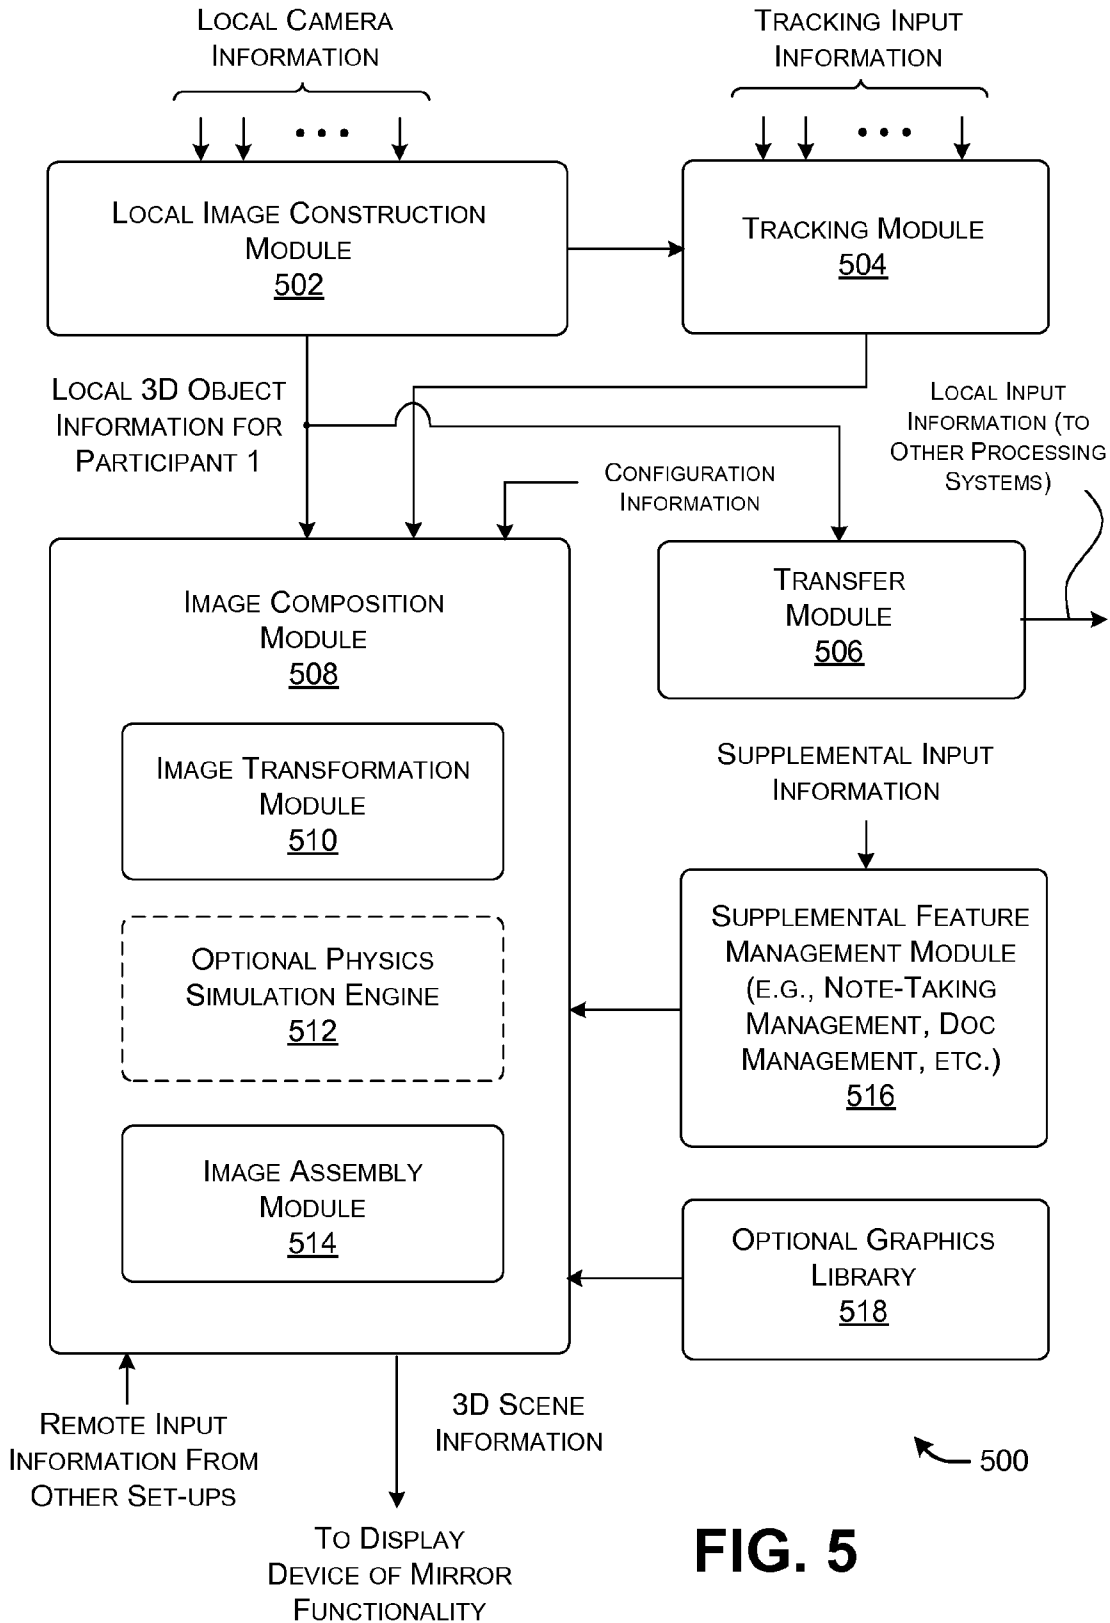 LOCAL CAMERA
INFORMATION
TRACKING INPUT
INFORMATION
LOCAL IMAGE CONSTRUCTION
MODULE
502
TRACKING MODULE
504
LOCAL 3D OBJECT
INFORMATION FOR
PARTICIPANT 1
LOCAL INPUT
INFORMATION (TO
OTHER PROCESSING
SYSTEMS)
CONFIGURATION
INFORMATION
IMAGE COMPOSITION
MODULE
508
TRANSFER
MODULE
506
IMAGE TRANSFORMATION
MODULE
510
SUPPLEMENTAL INPUT
INFORMATION
OPTIONAL PHYSICS
SIMULATION ENGINE
512
SUPPLEMENTAL FEATURE
MANAGEMENT MODULE
(E.G., NOTE-TAKING
MANAGEMENT, DOC
MANAGEMENT, ETC.)
516
IMAGE ASSEMBLY
MODULE
514
OPTIONAL GRAPHICS
LIBRARY
518
REMOTE INPUT
INFORMATION FROM
OTHER SET-UPS
3D SCENE
INFORMATION
500
TO DISPLAY
DEVICE OF MIRROR
FUNCTIONALITY
FIG. 5